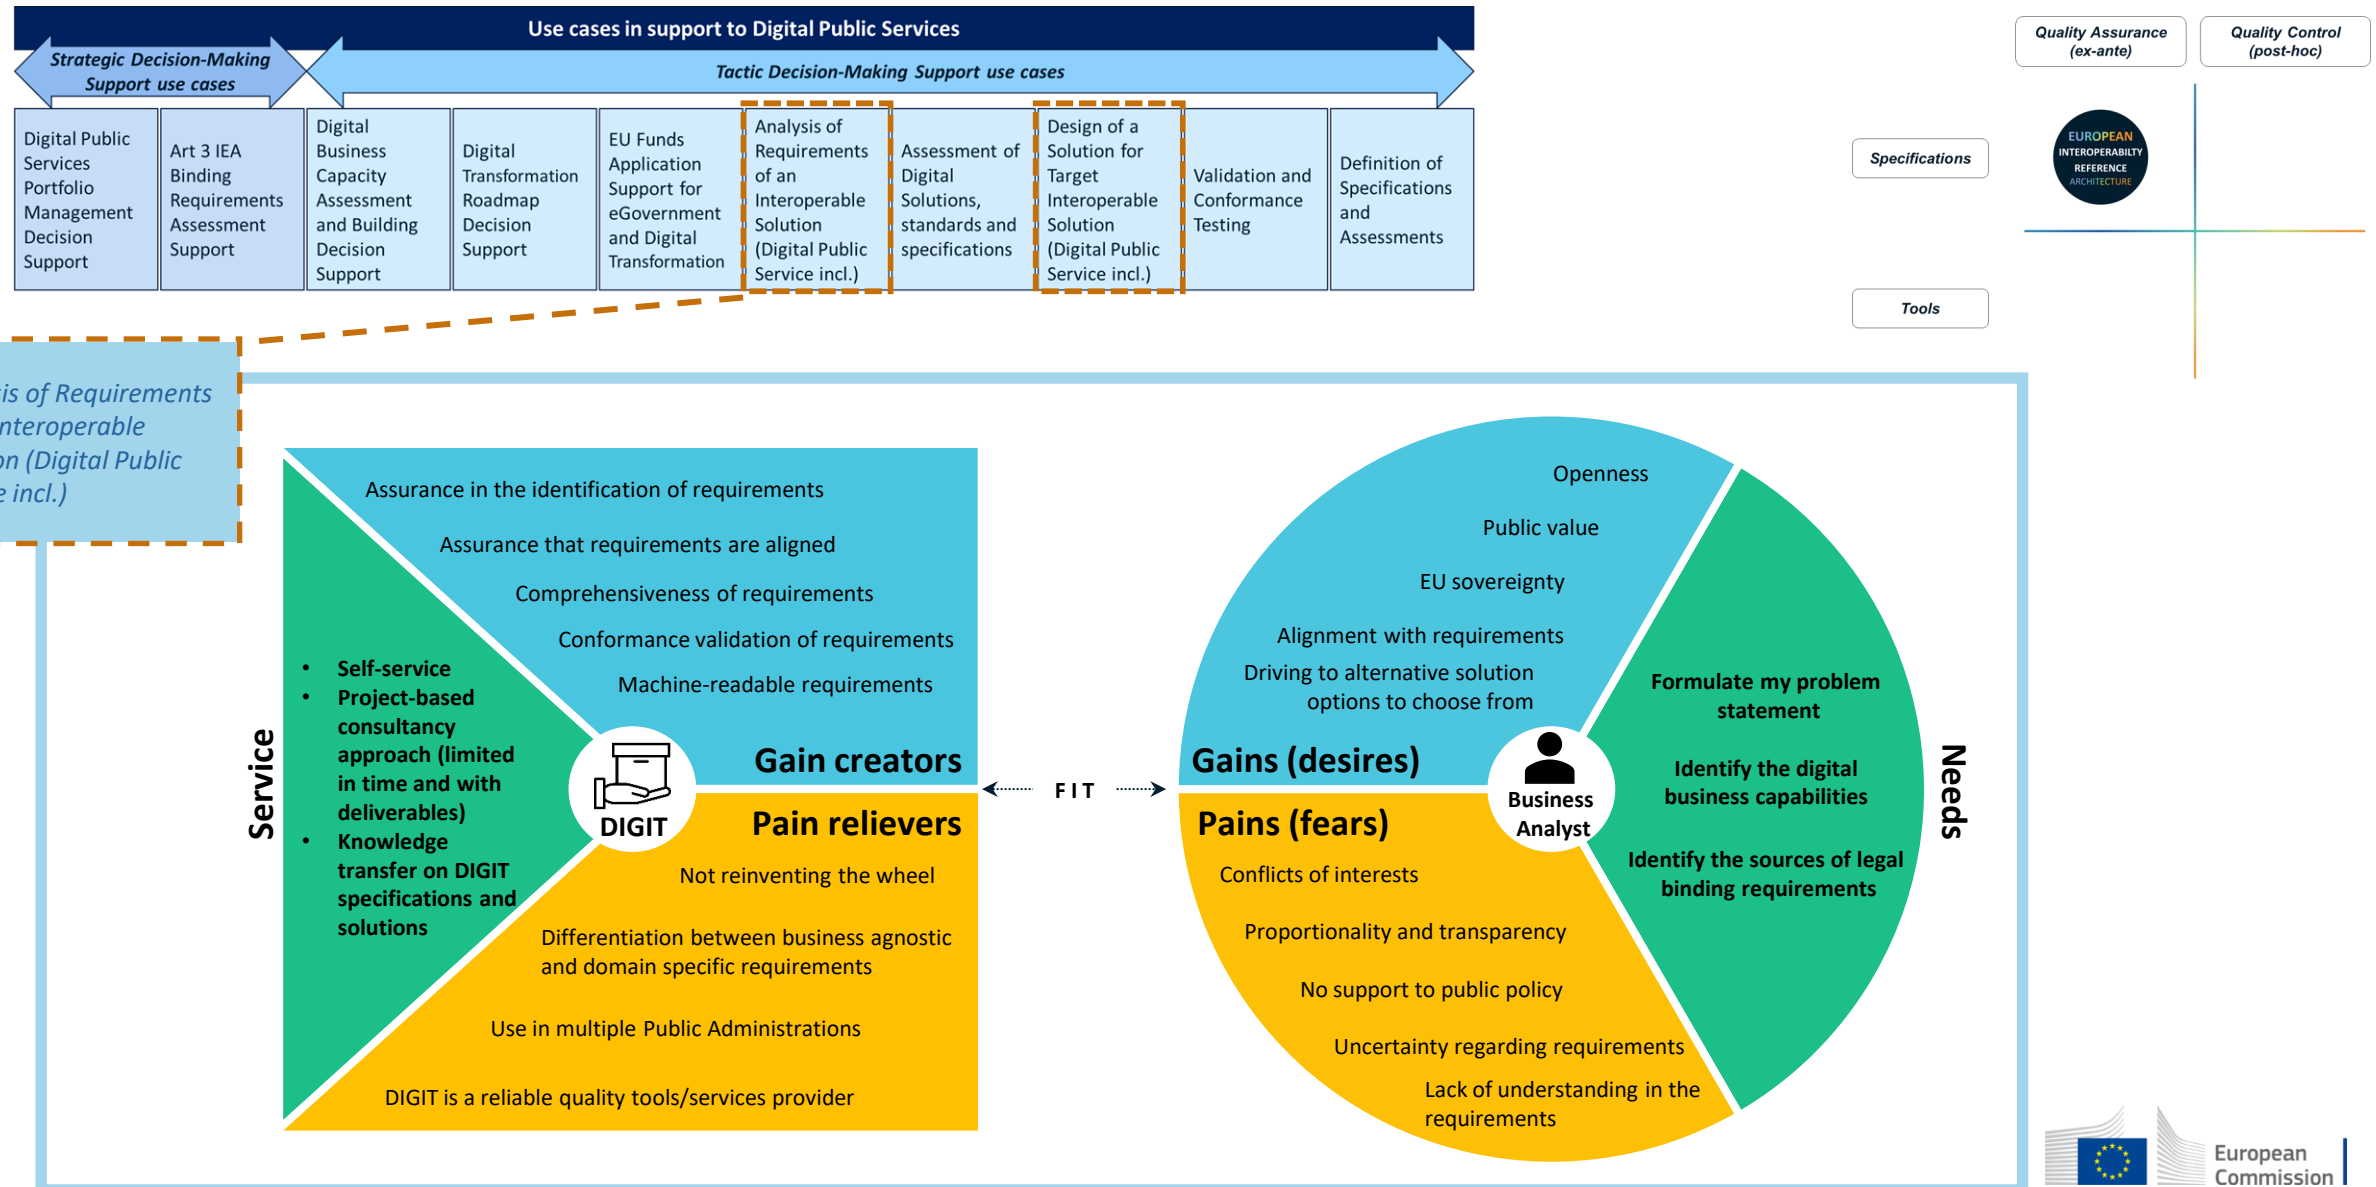 Use cases in support to Digital Public Services
Strategic Decision-Making
Support use cases
Tactic Decision-Making Support use cases
Digital Public
Services
Portfolio
Management
Decision
Support
Art 3 IEA
Binding
Requirements
Assessment
Support
Digital
Business
Capacity
Assessment
and Building
Decision
Support
Digital
Transformation
Roadmap
Decision
Support
EU Funds
Application
Support for
eGovernment
and Digital
Transformation
Analysis of
Requirements
of an
Interoperable
Solution
(Digital Public
Service incl.)
Assessment of
Digital
Solutions,
standards and
specifications
Design of a
Solution for
Target
Interoperable
Solution
(Digital Public
Service incl.)
Validation and
Conformance
Testing
Definition of
Specifications
and
Assessments
Quality Assurance
(ex-ante)
Quality Control
(post-hoc)
Specifications
EUROPEAN
INTEROPERABILTY
REFERENCE
ARCHITECTURE
Tools
is of Requirements
nteroperable
on (Digital Public
e incl.)
Service
Self-service
Project-based
consultancy
approach (limited
in time and with
deliverables)
Knowledge
transfer on DIGIT
specifications and
solutions
Assurance in the identification of requirements
Assurance that requirements are aligned
Comprehensiveness of requirements
Conformance validation of requirements
Machine-readable requirements
Gain creators
DIGIT
Pain relievers
Not reinventing the wheel
Differentiation between business agnostic
and domain specific requirements
Use in multiple Public Administrations
DIGIT is a reliable quality tools/services provider
FIT
Openness
Public value
EU sovereignty
Alignment with requirements
Driving to alternative solution
options to choose from
Gains (desires)
Business
Analyst
Pains (fears)
Conflicts of interests
Proportionality and transparency
No support to public policy
Uncertainty regarding requirements
Lack of understanding in the
requirements
Formulate my problem
statement
Identify the digital
business capabilities
Identify the sources of legal
binding requirements
Needs
European
Commission